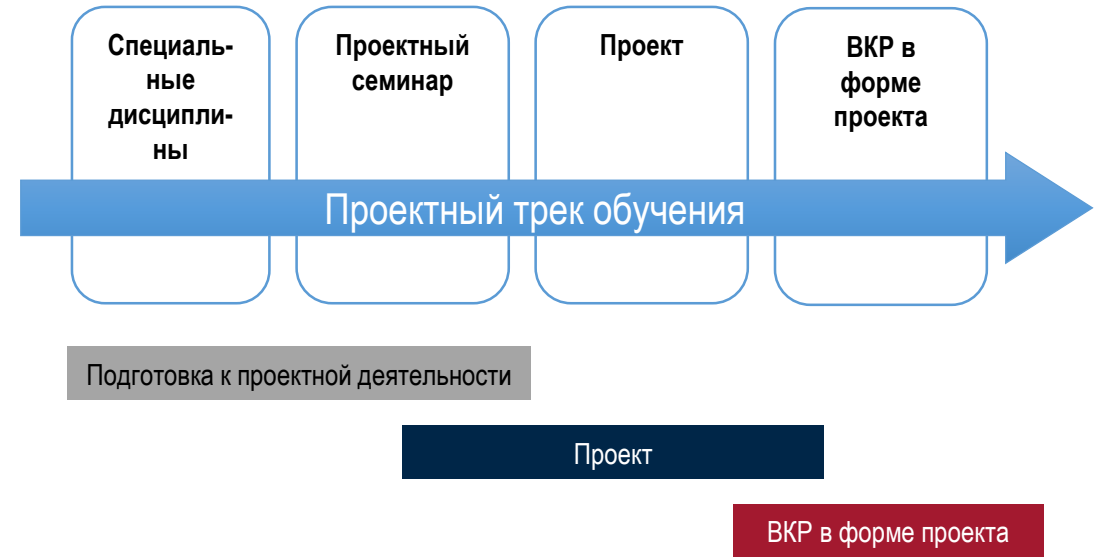 Специаль-
ные
дисципли-
ны
Проектный
семинар
Проект
ВКР в
форме
проекта
Проектный трек обучения
Подготовка к проектной деятельности
Проект
ВКР в форме проекта